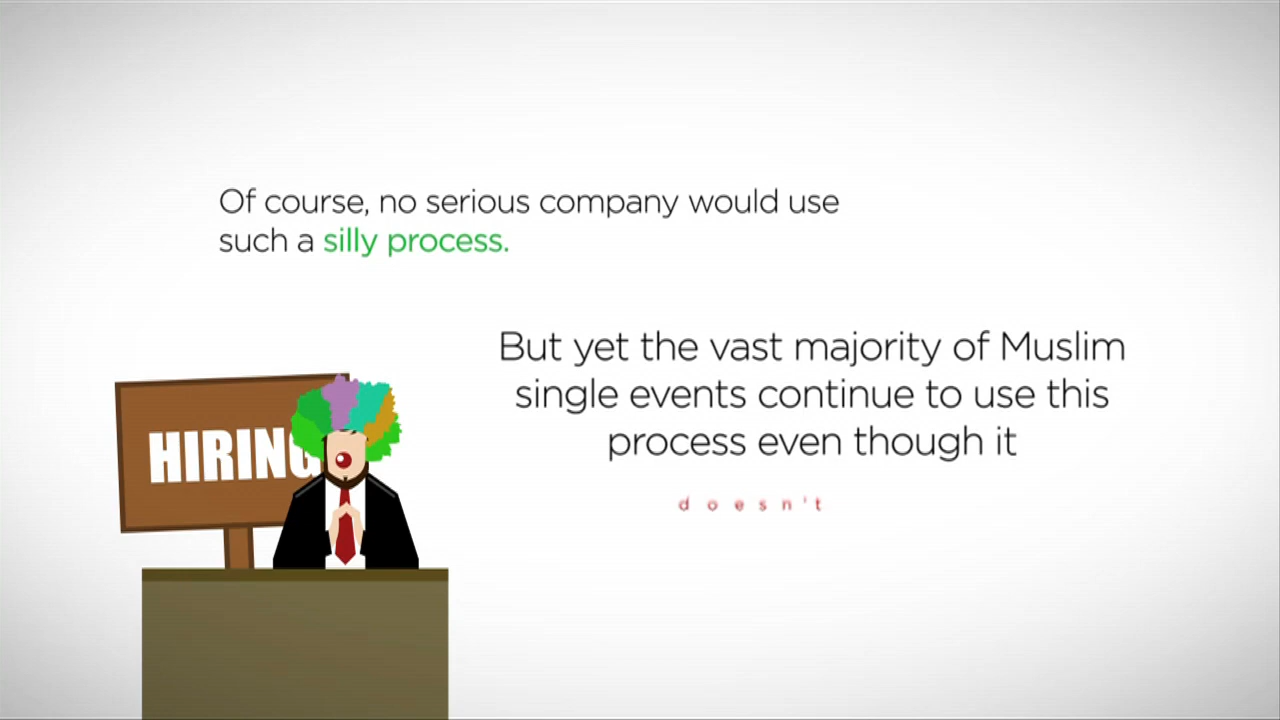 Of course, no serious company would use
such a silly process.
But yet the vast majority of Muslim
single events continue to use this
process even though it
doesn't
HIRING